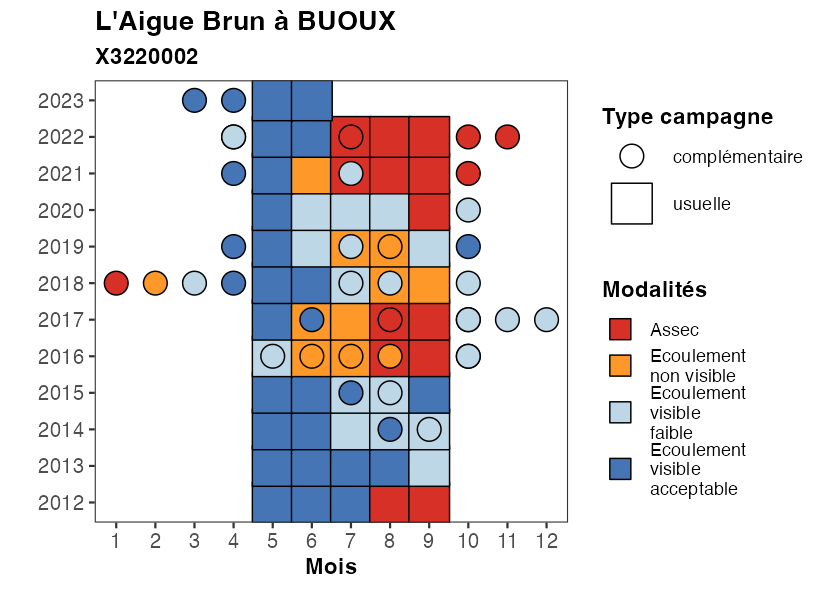 L'Aigue Brun à BUOUX
X3220002
2023
2022
2021
2020
2019
2018
2017
2016
2015
2014
2013
2012
1 2 3 4 5 6 7 8 9 10 11 12
Mois
Type campagne
complémentaire
usuelle
Modalités
Assec
Ecoulement
non visible
Ecoulement
visible
faible
Ecoulement
visible
acceptable